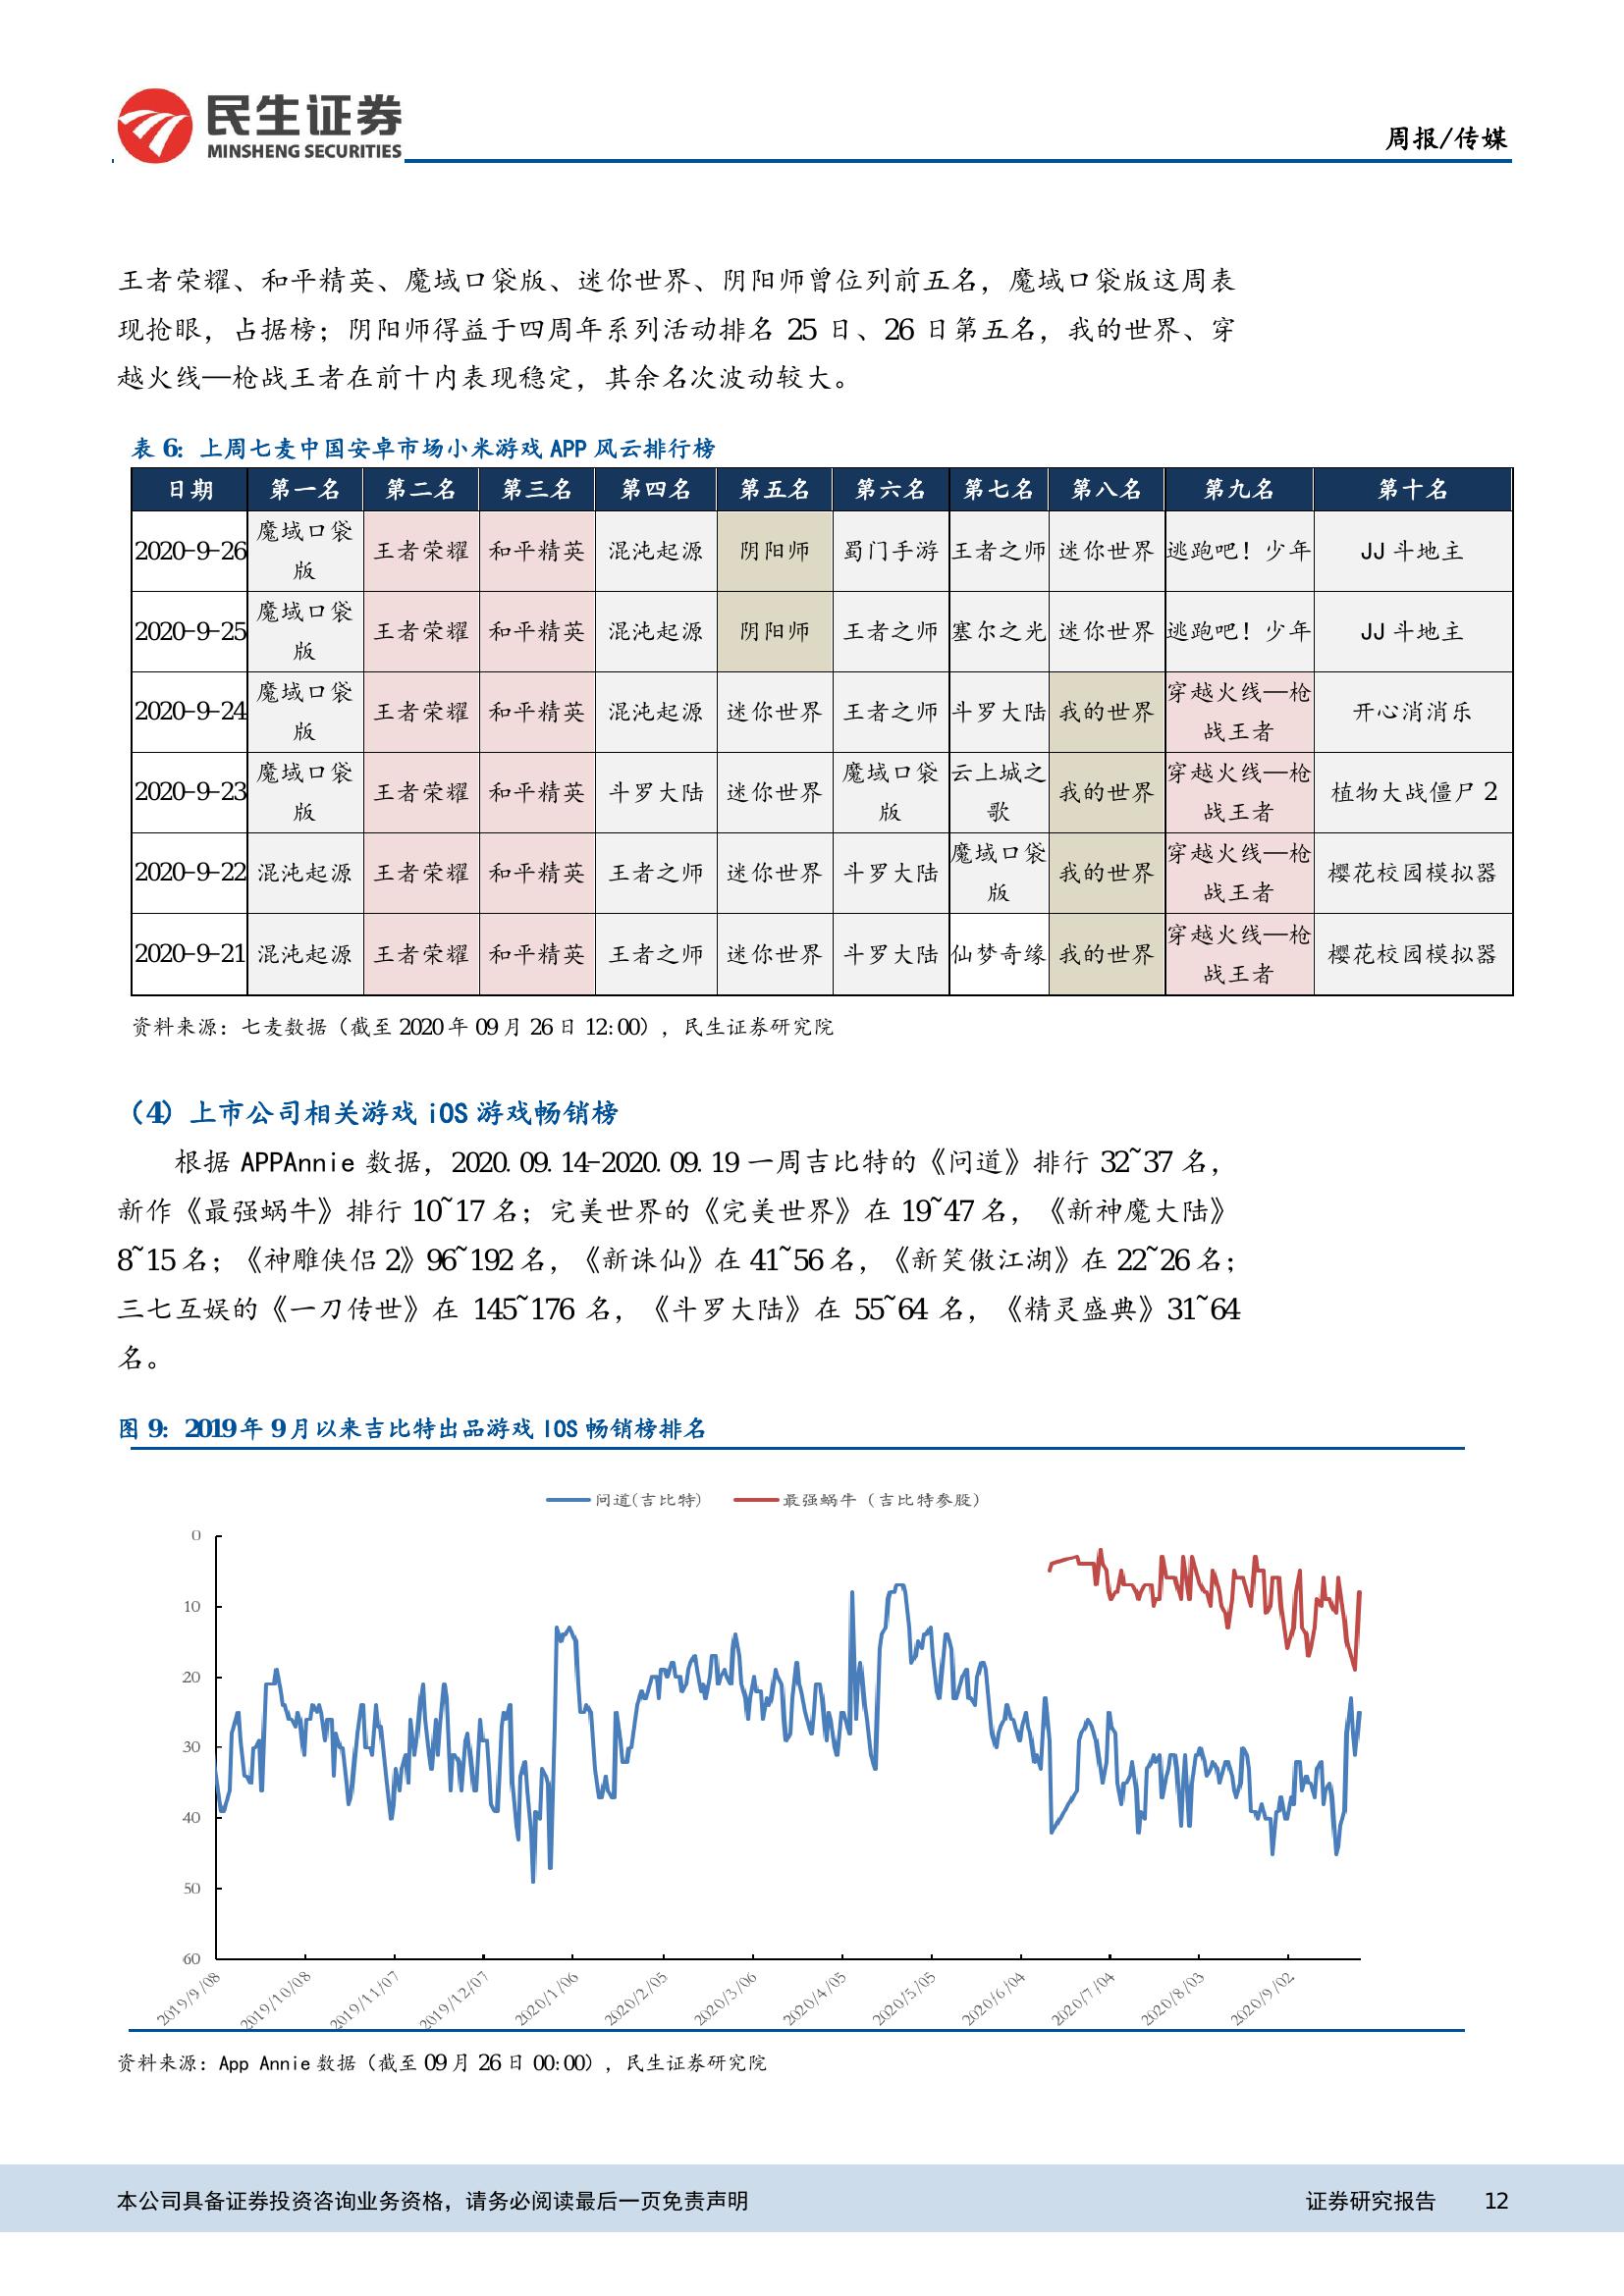 民生证券
MINSHENG SECURITIES
周报/传媒
王者荣耀、和平精英、魔域口袋版、迷你世界、阴阳师曾位列前五名，魔域口袋版这周表
现抢眼，占据榜；阴阳师得益于四周年系列活动排名 25 日、26 日第五名，我的世界、穿
越火线—枪战王者在前十内表现稳定，其余名次波动较大。
表 6: 上周七麦中国安卓市场小米游戏 APP 风云排行榜
日期 第一名 第二名 第三名 第四名 第五名 第六名 第七名 第八名 第九名 第十名
2020-9-26 魔域口袋版 王者荣耀 和平精英 混沌起源 阴阳师 蜀门手游 王者之师 迷你世界 逃跑吧！少年 JJ 斗地主
2020-9-25 魔域口袋版 王者荣耀 和平精英 混沌起源 阴阳师 王者之师 塞尔之光 迷你世界 逃跑吧！少年 JJ 斗地主
2020-9-24 魔域口袋版 王者荣耀 和平精英 混沌起源 迷你世界 王者之师 斗罗大陆 我的世界 穿越火线—枪战王者 开心消消乐
2020-9-23 魔域口袋版 王者荣耀 和平精英 斗罗大陆 迷你世界 魔域口袋版 云上城之歌 我的世界 穿越火线—枪战王者 植物大战僵尸 2
2020-9-22 混沌起源 王者荣耀 和平精英 王者之师 迷你世界 斗罗大陆 魔域口袋版 我的世界 穿越火线—枪战王者 樱花校园模拟器
2020-9-21 混沌起源 王者荣耀 和平精英 王者之师 迷你世界 斗罗大陆 仙梦奇缘 我的世界 穿越火线—枪战王者 樱花校园模拟器
资料来源：七麦数据（截至 2020 年 09 月 26 日 12:00），民生证券研究院
（4）上市公司相关游戏 iOS 游戏畅销榜
根据 APPAnnie 数据，2020.09.14-2020.09.19 一周吉比特的《问道》排行 32~37 名，
新作《最强蜗牛》排行 10~17 名；完美世界的《完美世界》在 19~47 名，《新神魔大陆》
8~15 名；《神雕侠侣 2》96~192 名，《新诛仙》在 41~56 名，《新笑傲江湖》在 22~26 名；
三七互娱的《一刀传世》在 145~176 名，《斗罗大陆》在 55~64 名，《精灵盛典》31~64
名。
图 9: 2019 年 9 月以来吉比特出品游戏 IOS 畅销榜排名
问道(吉比特) 最强蜗牛（吉比特参股）
0
10
20
30
40
50
60
2019/9/08 2019/10/08 2019/11/07 2019/12/07 2020/1/06 2020/2/05 2020/3/06 2020/4/05 2020/5/05 2020/6/04 2020/7/04 2020/8/03 2020/9/02
资料来源：App Annie 数据（截至 09 月 26 日 00:00），民生证券研究院
本公司具备证券投资咨询业务资格，请务必阅读最后一页免责声明 证券研究报告 12